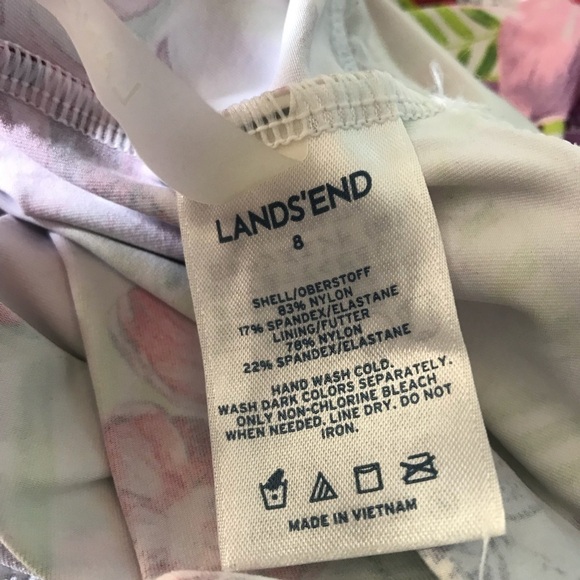 LANDS'END
8
SHELL/OBERSTOFF
83% NYLON
17% SPANDEX/ELASTANE
LINING/FUTTER
78% NYLON
22% SPANDEX/ELASTANE
HAND WASH COLD.
WASH DARK COLORS SEPARATELY.
ONLY NON-CHLORINE BLEACH
WHEN NEEDED. LINE DRY. DO NOT
IRON.
MADE IN VIETNAM